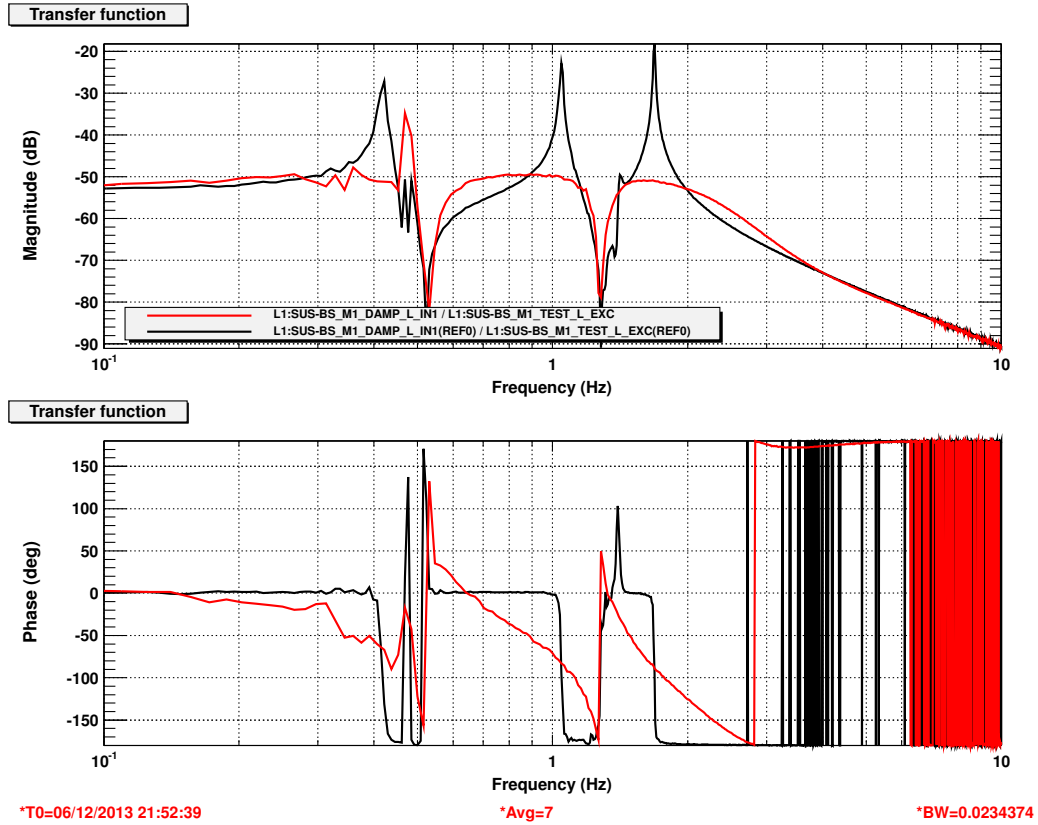 Transfer function
Magnitude (dB)
-20
-30
-40
-50
-60
-70
-80
-90
L1:SUS-BS_M1_DAMP_L_IN1 / L1:SUS-BS_M1_TEST_L_EXC
L1:SUS-BS_M1_DAMP_L_IN1(REF0) / L1:SUS-BS_M1_TEST_L_EXC(REF0)
10⁻¹ 1 10
Frequency (Hz)
Transfer function
Phase (deg)
150
100
50
0
-50
-100
-150
10⁻¹ 1 10
Frequency (Hz)
*T0=06/12/2013 21:52:39 *Avg=7 *BW=0.0234374